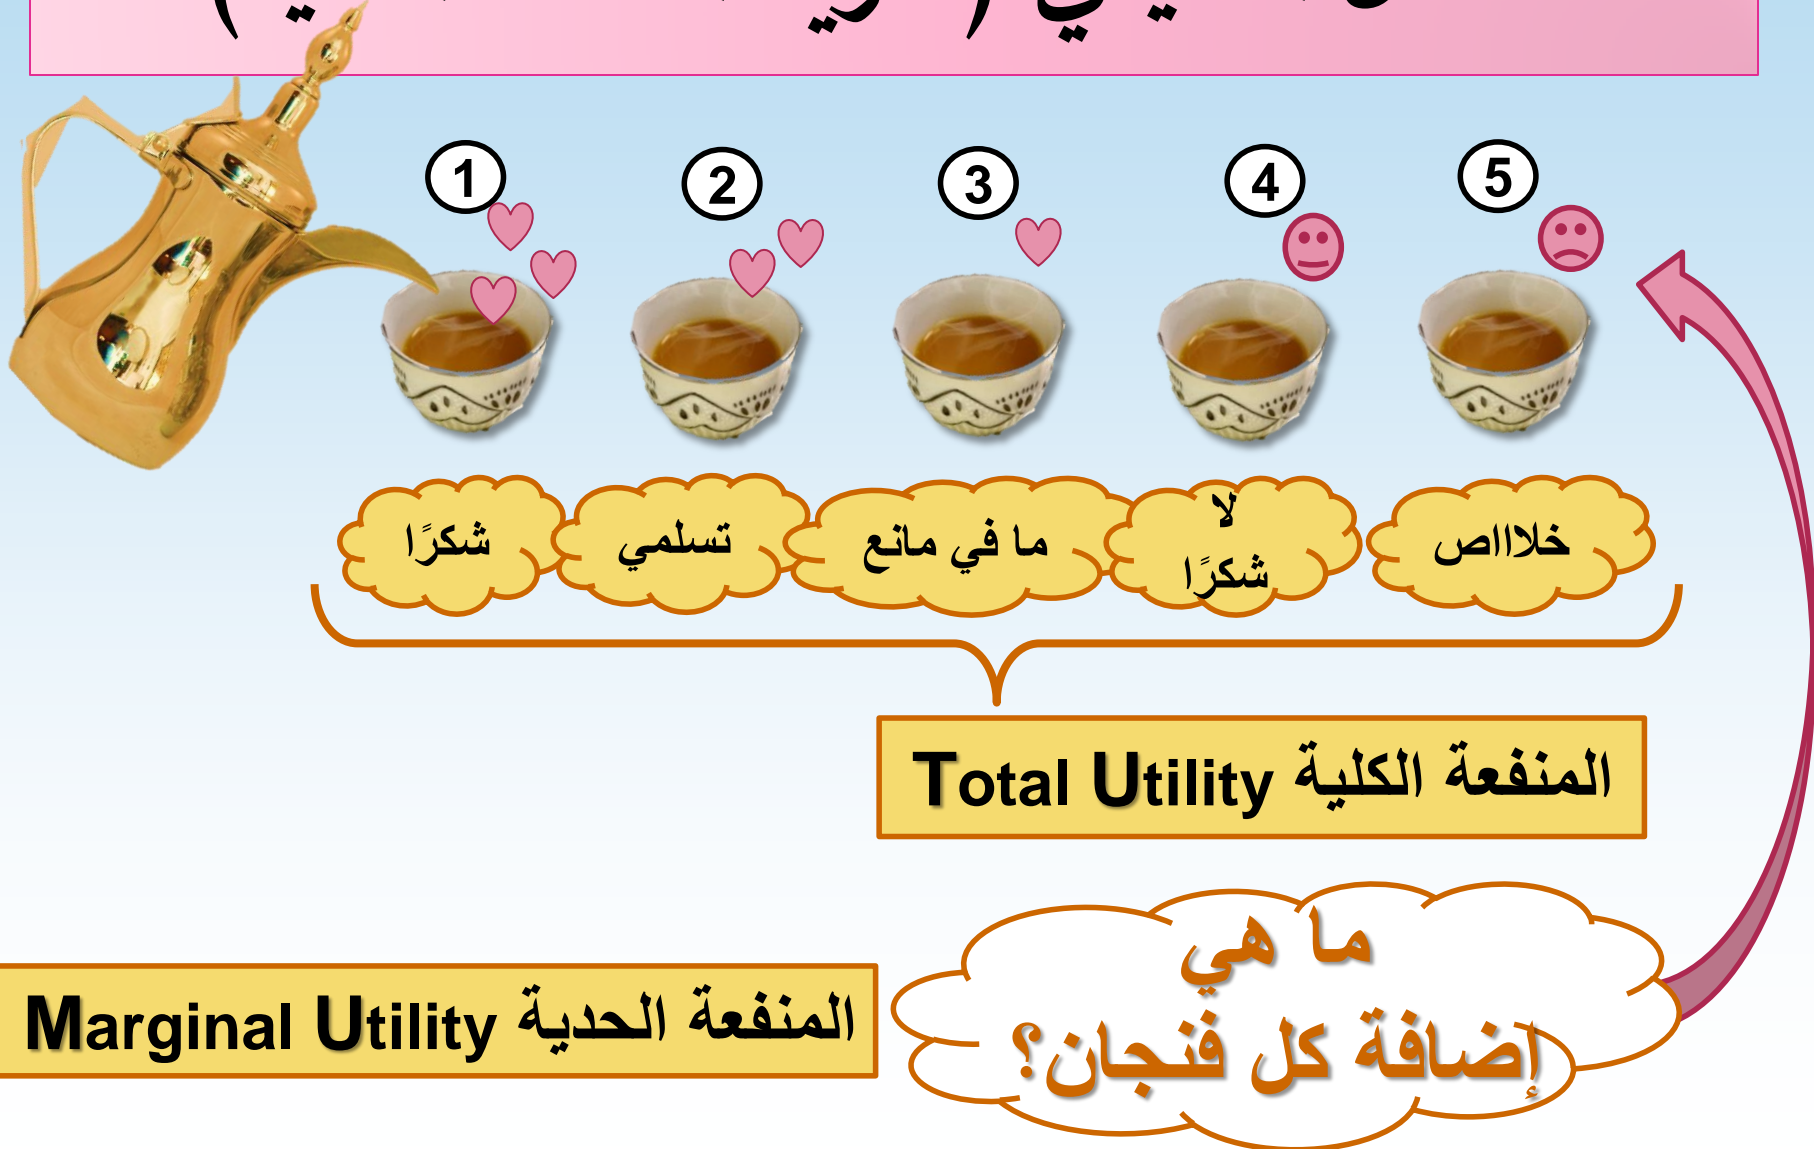 1
2
3
4
5
شكرًا
تسلمي
ما في مانع
لا
شكرًا
خلاااص
المنفعة الكلية Total Utility
ما هي
إضافة كل فنجان؟
المنفعة الحدية Marginal Utility